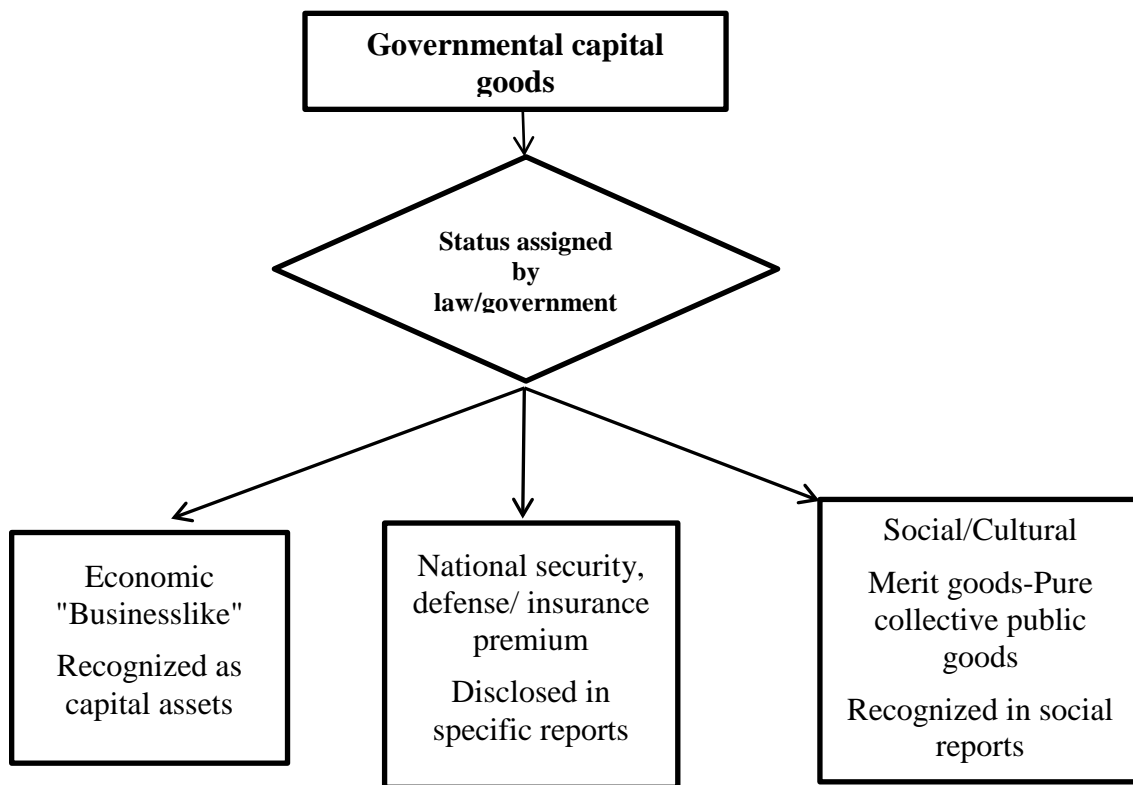 Governmental capital
goods
Status assigned
by
law/government
Economic
"Businesslike"
Recognized as
capital assets
National security,
defense/ insurance
premium
Disclosed in
specific reports
Social/Cultural
Merit goods-Pure
collective public
goods
Recognized in social
reports